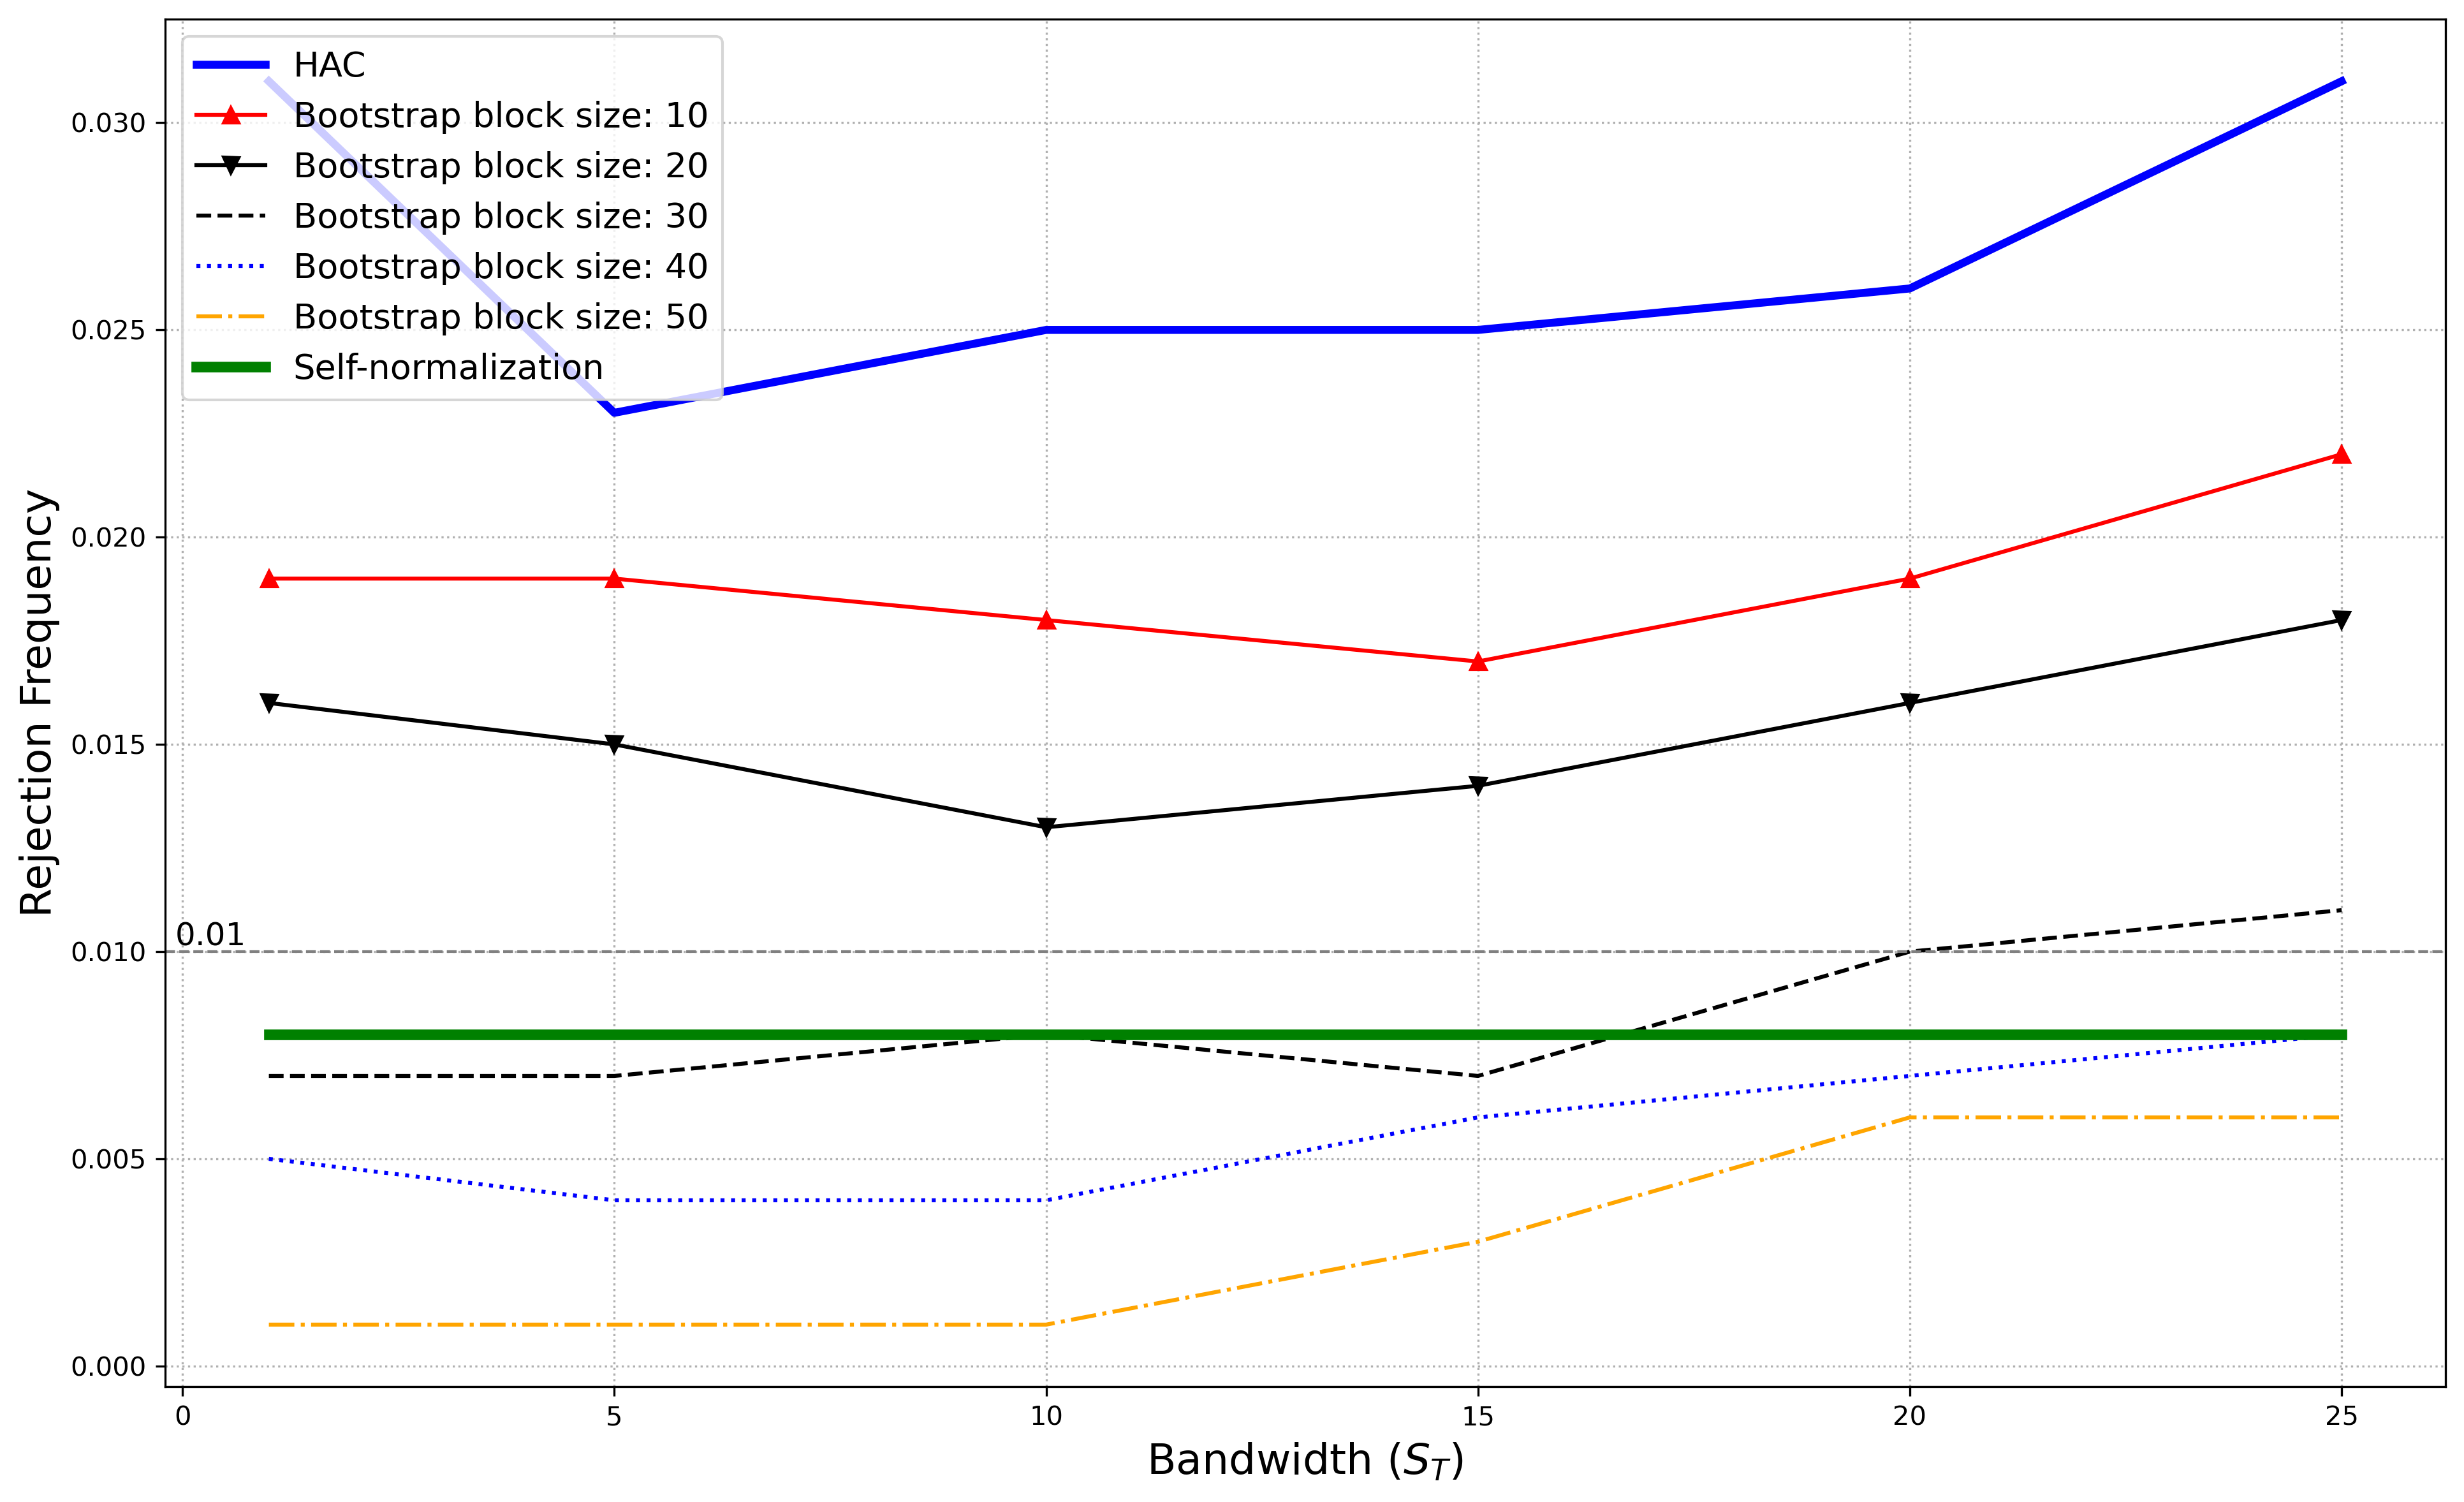 HAC
Bootstrap block size: 10
Bootstrap block size: 20
Bootstrap block size: 30
Bootstrap block size: 40
Bootstrap block size: 50
Self-normalization
Rejection Frequency
0.030
0.025
0.020
0.015
0.010
0.005
0.000
0.01
0 5 10 15 20 25
Bandwidth (S_T)